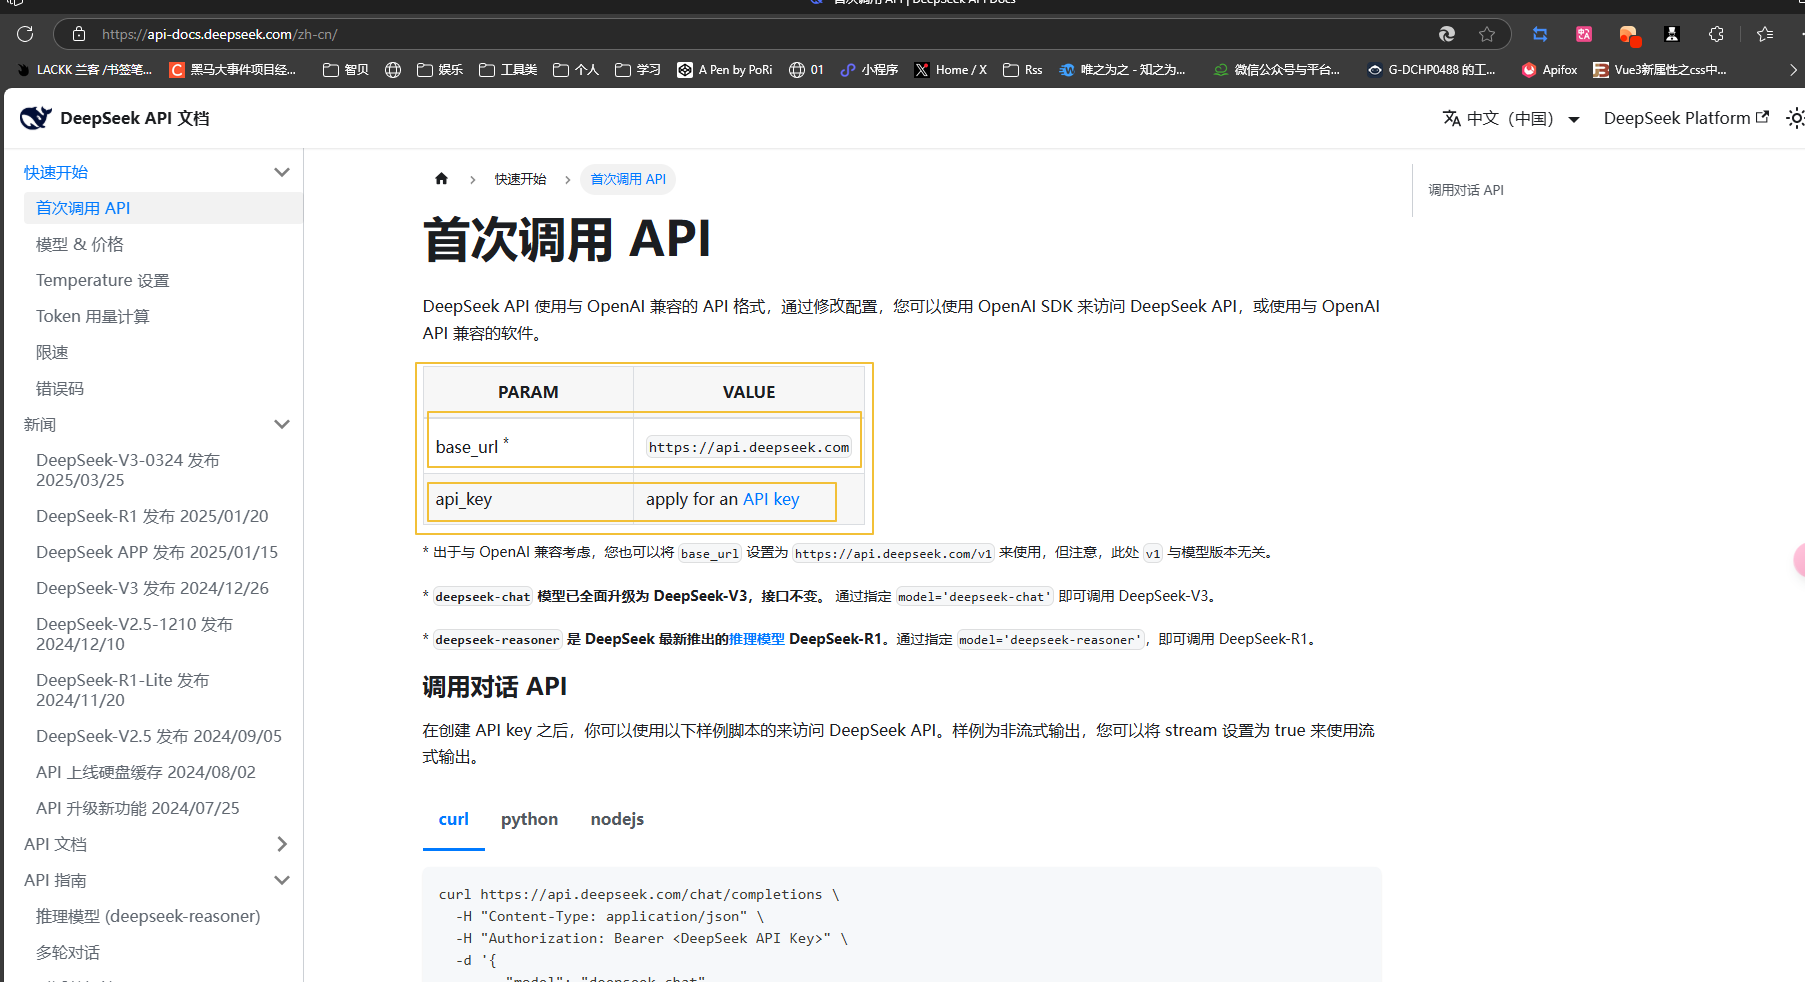 https://api-docs.deepseek.com/zh-cn/
LACKK 兰客 /书签笔...
黑马大事件项目经...
智贝
娱乐
工具类
个人
学习
A Pen by PoRi
01
小程序
Home / X
Rss
唯之为之 - 知之为...
微信公众号与平台...
G-DCHP0488 的工...
Apifox
Vue3新属性之css中...
DeepSeek API 文档
中文（中国）
DeepSeek Platform
快速开始
首次调用 API
模型 & 价格
Temperature 设置
Token 用量计算
限速
错误码
新闻
DeepSeek-V3-0324 发布
2025/03/25
DeepSeek-R1 发布 2025/01/20
DeepSeek APP 发布 2025/01/15
DeepSeek-V3 发布 2024/12/26
DeepSeek-V2.5-1210 发布
2024/12/10
DeepSeek-R1-Lite 发布
2024/11/20
DeepSeek-V2.5 发布 2024/09/05
API 上线硬盘缓存 2024/08/02
API 升级新功能 2024/07/25
API 文档
API 指南
推理模型 (deepseek-reasoner)
多轮对话
快速开始
首次调用 API
首次调用 API
DeepSeek API 使用与 OpenAI 兼容的 API 格式，通过修改配置，您可以使用 OpenAI SDK 来访问 DeepSeek API，或使用与 OpenAI
API 兼容的软件。
PARAM VALUE
base_url * https://api.deepseek.com
api_key apply for an API key
* 出于与 OpenAI 兼容考虑，您也可以将 base_url 设置为 https://api.deepseek.com/v1 来使用，但注意，此处 v1 与模型版本无关。
* deepseek-chat 模型已全面升级为 DeepSeek-V3，接口不变。 通过指定 model='deepseek-chat' 即可调用 DeepSeek-V3。
* deepseek-reasoner 是 DeepSeek 最新推出的推理模型 DeepSeek-R1。通过指定 model='deepseek-reasoner'，即可调用 DeepSeek-R1。
调用对话 API
在创建 API key 之后，你可以使用以下样例脚本的来访问 DeepSeek API。样例为非流式输出，您可以将 stream 设置为 true 来使用流
式输出。
curl python nodejs
curl https://api.deepseek.com/chat/completions \
-H "Content-Type: application/json" \
-H "Authorization: Bearer <DeepSeek API Key>" \
-d '{
"model": "deepseek-chat"
调用对话 API